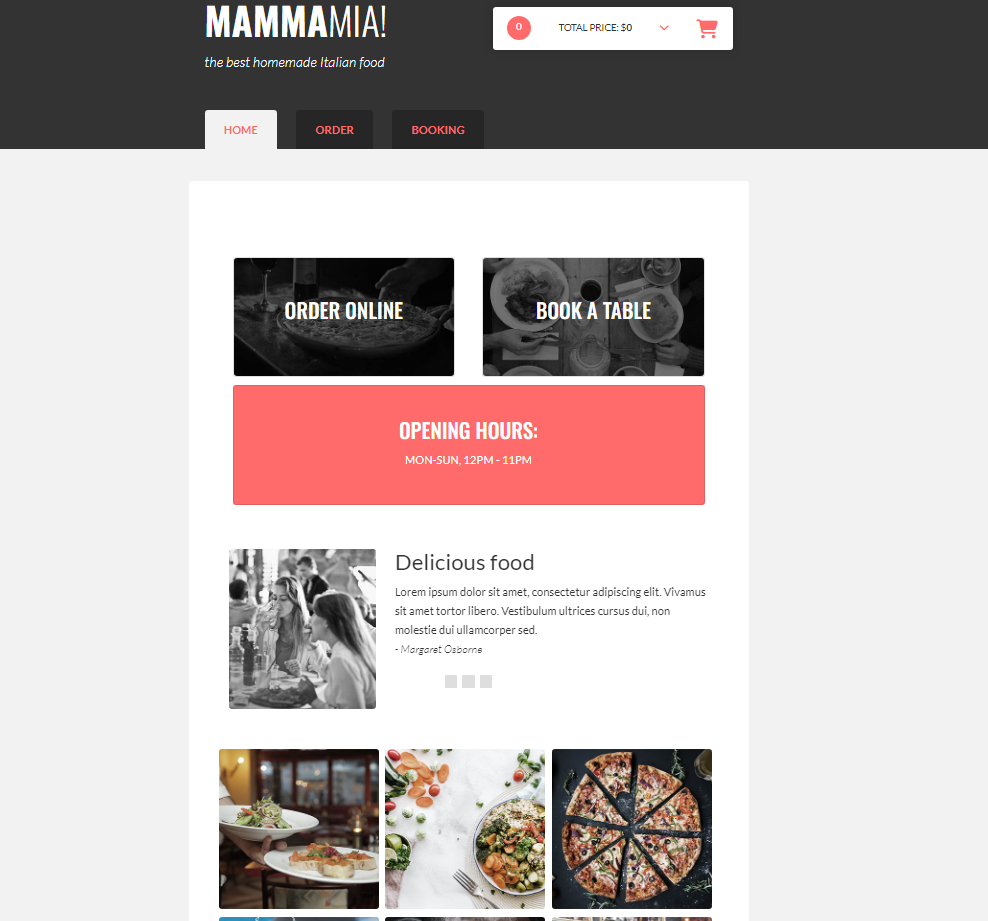 MAMMAMIA!
0
TOTAL PRICE: $0
the best homemade Italian food
HOME
ORDER
BOOKING
ORDER ONLINE
BOOK A TABLE
OPENING HOURS:
MON-SUN, 12PM - 11PM
Delicious food
Lorem ipsum dolor sit amet, consectetur adipiscing elit. Vivamus
sit amet tortor libero. Vestibulum ultrices cursus dui, non
molestie dui ullamcorper sed.
- Margaret Osborne